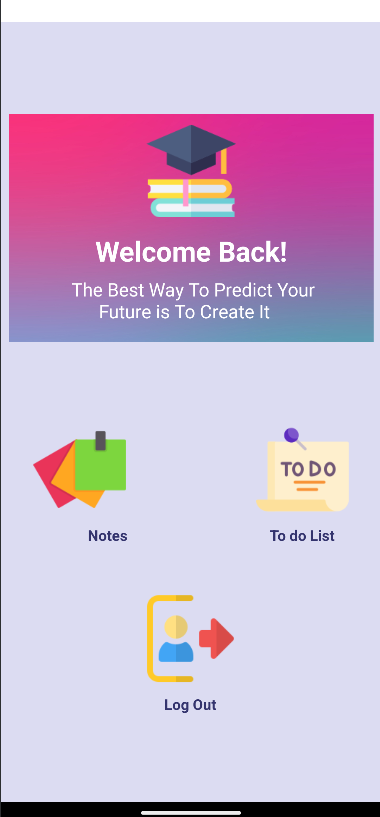 Welcome Back!
The Best Way To Predict Your
Future is To Create It
TO DO
Notes
To do List
Log Out